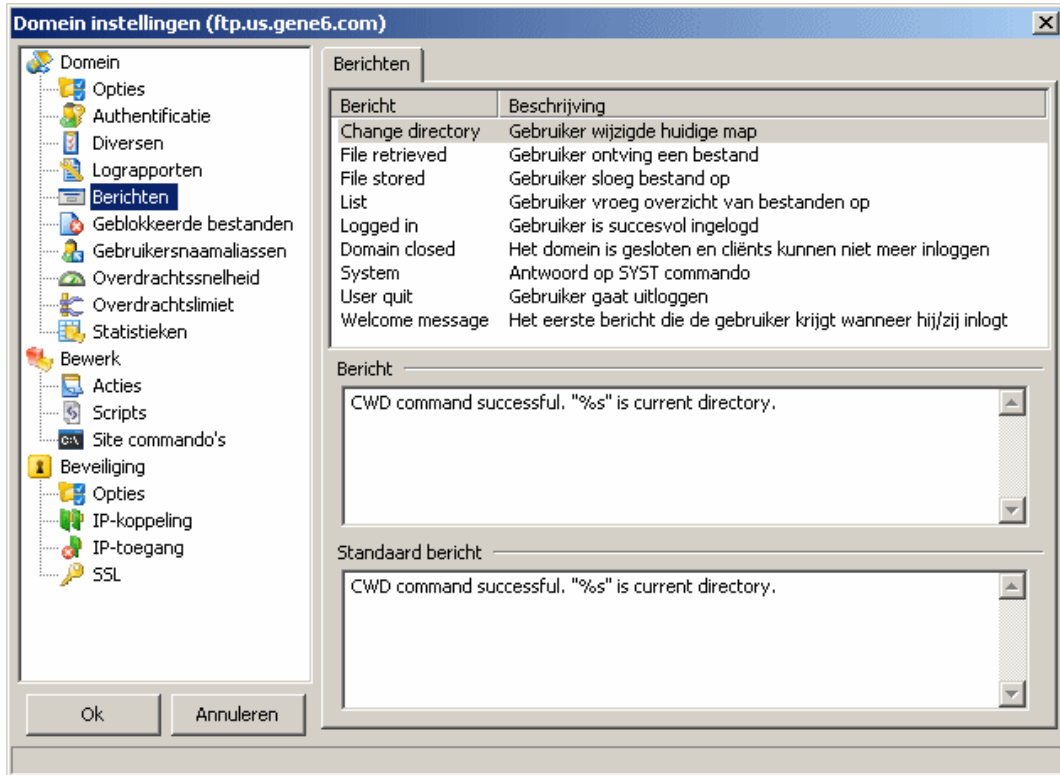 Domein instellingen (ftp.us.gene6.com)
Domein
Opties
Authentificatie
Diversen
Lograpporten
Berichten
Geblokkeerde bestanden
Gebruikersnaamaliassen
Overdrachtssnelheid
Overdrachtslimiet
Statistieken
Bewerk
Acties
Scripts
Site commando's
Beveiliging
Opties
IP-koppeling
IP-toegang
SSL
Ok
Annuleren
Berichten
Bericht Beschrijving
Change directory Gebruiker wijzigde huidige map
File retrieved Gebruiker ontving een bestand
File stored Gebruiker sloeg bestand op
List Gebruiker vroeg overzicht van bestanden op
Logged in Gebruiker is succesvol ingelogd
Domain closed Het domein is gesloten en cliënts kunnen niet meer inloggen
System Antwoord op SYST commando
User quit Gebruiker gaat uitloggen
Welcome message Het eerste bericht die de gebruiker krijgt wanneer hij/zij inlogt
Bericht
CWD command successful. "%s" is current directory.
Standaard bericht
CWD command successful. "%s" is current directory.